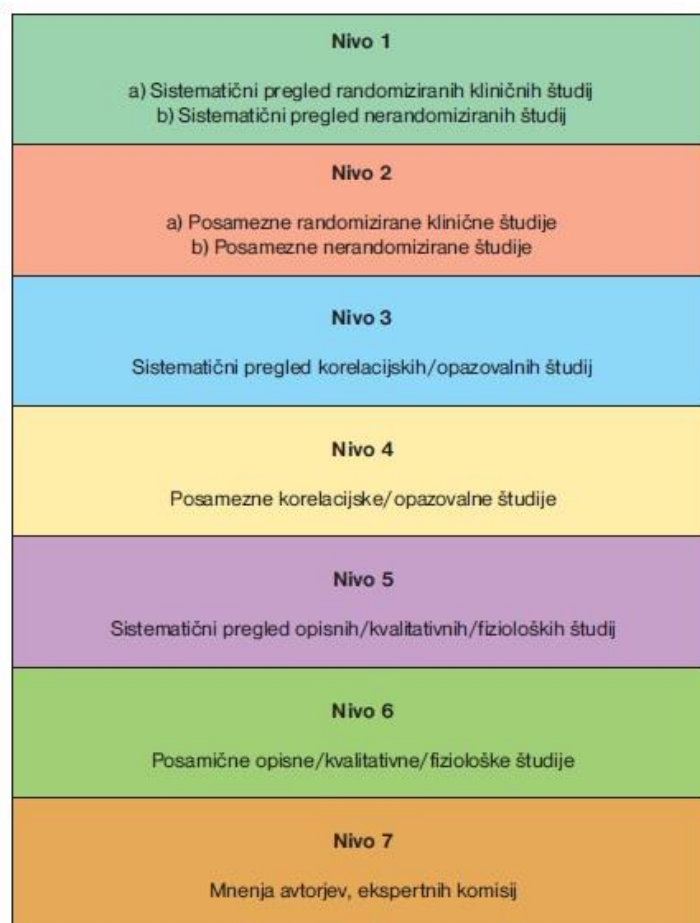 Nivo 1
a) Sistematični pregled randomiziranih kliničnih študij
b) Sistematični pregled nerandomiziranih študij
Nivo 2
a) Posamezne randomizirane klinične študije
b) Posamezne nerandomizirane študije
Nivo 3
Sistematični pregled korelacijskih/opazovalnih študij
Nivo 4
Posamezne korelacijske/opazovalne študije
Nivo 5
Sistematični pregled opisnih/kvalitativnih/fizioloških študij
Nivo 6
Posamične opisne/kvalitativne/fiziološke študije
Nivo 7
Mnenja avtorjev, ekspertnih komisij